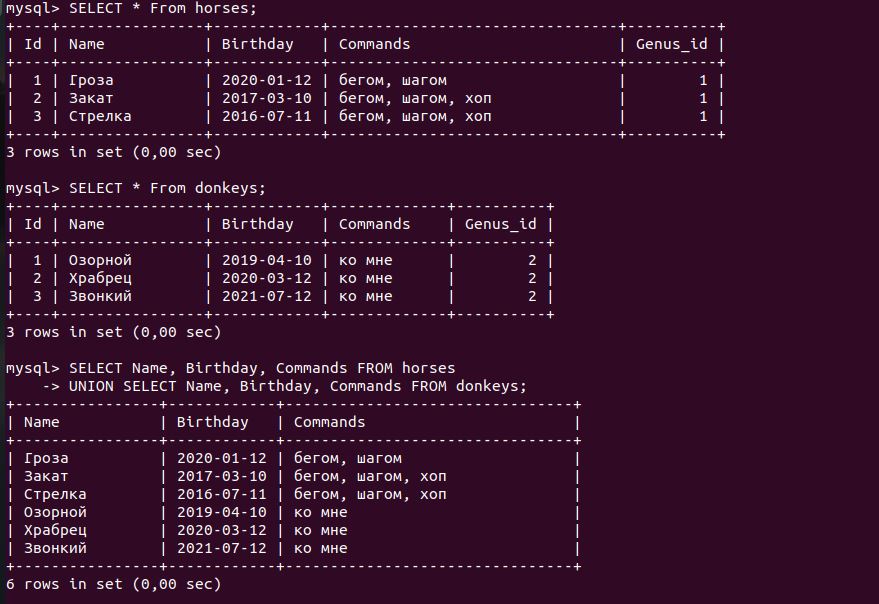 mysql> SELECT * From horses;
+----+----------------+------------+--------------------------------+----------+
| Id | Name           | Birthday   | Commands                       | Genus_id |
+----+----------------+------------+--------------------------------+----------+
|  1 | Гроза          | 2020-01-12 | бегом, шагом                   |        1 |
|  2 | Закат          | 2017-03-10 | бегом, шагом, хоп              |        1 |
|  3 | Стрелка        | 2016-07-11 | бегом, шагом, хоп              |        1 |
+----+----------------+------------+--------------------------------+----------+
3 rows in set (0,00 sec)
mysql> SELECT * From donkeys;
+----+----------------+------------+-------------+----------+
| Id | Name           | Birthday   | Commands    | Genus_id |
+----+----------------+------------+-------------+----------+
|  1 | Озорной        | 2019-04-10 | ко мне      |        2 |
|  2 | Храбрец        | 2020-03-12 | ко мне      |        2 |
|  3 | Звонкий        | 2021-07-12 | ко мне      |        2 |
+----+----------------+------------+-------------+----------+
3 rows in set (0,00 sec)
mysql> SELECT Name, Birthday, Commands FROM horses
    -> UNION SELECT Name, Birthday, Commands FROM donkeys;
+----------------+------------+--------------------------------+
| Name           | Birthday   | Commands                       |
+----------------+------------+--------------------------------+
| Гроза          | 2020-01-12 | бегом, шагом                   |
| Закат          | 2017-03-10 | бегом, шагом, хоп              |
| Стрелка        | 2016-07-11 | бегом, шагом, хоп              |
| Озорной        | 2019-04-10 | ко мне                         |
| Храбрец        | 2020-03-12 | ко мне                         |
| Звонкий        | 2021-07-12 | ко мне                         |
+----------------+------------+--------------------------------+
6 rows in set (0,00 sec)